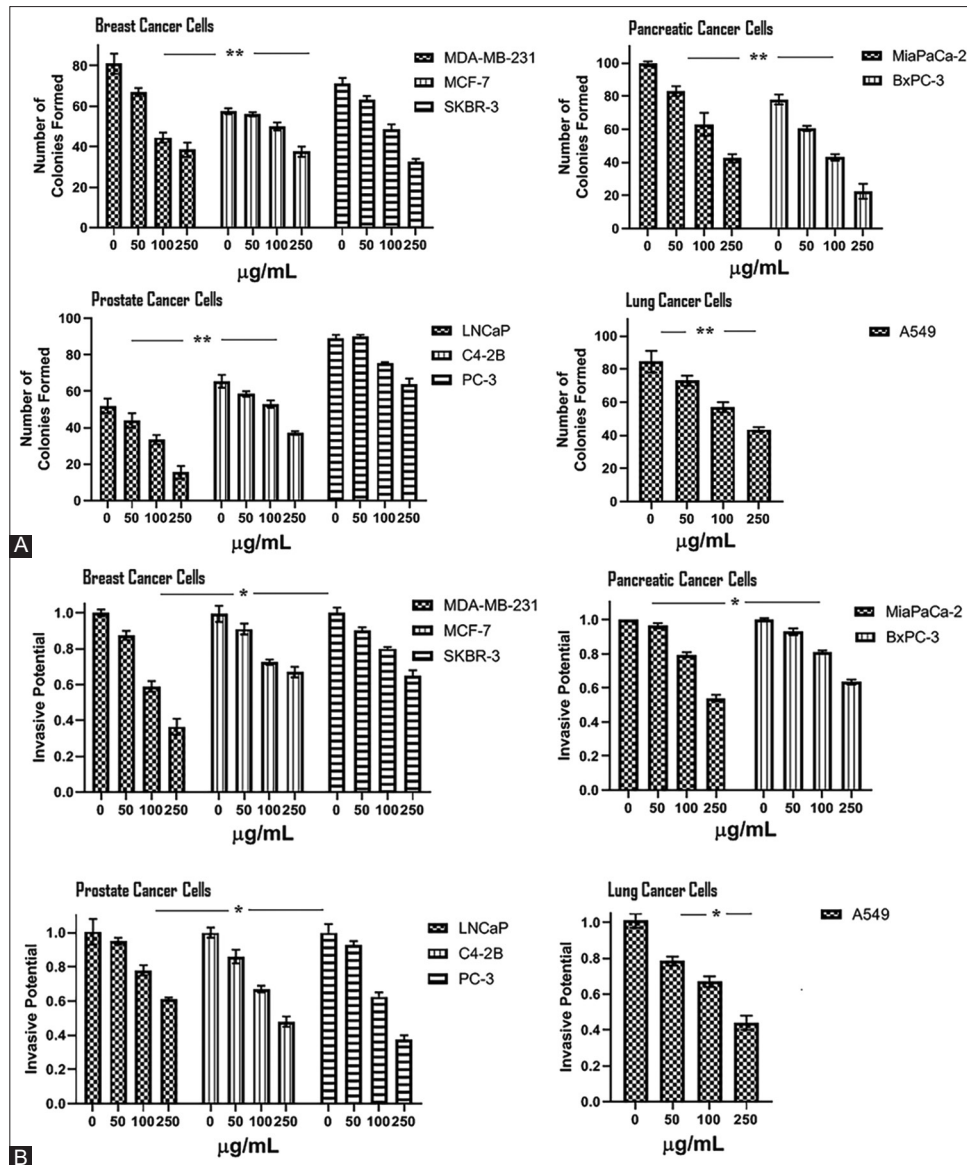 Breast Cancer Cells
**
MDA-MB-231
MCF-7
SKBR-3
Number of
Colonies Formed
80
60
40
20
0
0 50 100 250 0 50 100 250 0 50 100 250
μg/mL
Pancreatic Cancer Cells
**
MiaPaCa-2
BxPC-3
Number of
Colonies Formed
100
80
60
40
20
0
0 50 100 250 0 50 100 250
μg/mL
Prostate Cancer Cells
**
LNCaP
C4-2B
PC-3
Number of
Colonies Formed
100
80
60
40
20
0
0 50 100 250 0 50 100 250 0 50 100 250
μg/mL
Lung Cancer Cells
**
A549
Number of
Colonies Formed
100
80
60
40
20
0
0 50 100 250
μg/mL
A
Breast Cancer Cells
*
MDA-MB-231
MCF-7
SKBR-3
Invasive Potential
1.0
0.8
0.6
0.4
0.2
0.0
0 50 100 250 0 50 100 250 0 50 100 250
μg/mL
Pancreatic Cancer Cells
*
MiaPaCa-2
BxPC-3
Invasive Potential
1.0
0.8
0.6
0.4
0.2
0.0
0 50 100 250 0 50 100 250
μg/mL
Prostate Cancer Cells
*
LNCaP
C4-2B
PC-3
Invasive Potential
1.0
0.8
0.6
0.4
0.2
0.0
0 50 100 250 0 50 100 250 0 50 100 250
μg/mL
Lung Cancer Cells
*
A549
Invasive Potential
1.0
0.8
0.6
0.4
0.2
0.0
0 50 100 250
μg/mL
B